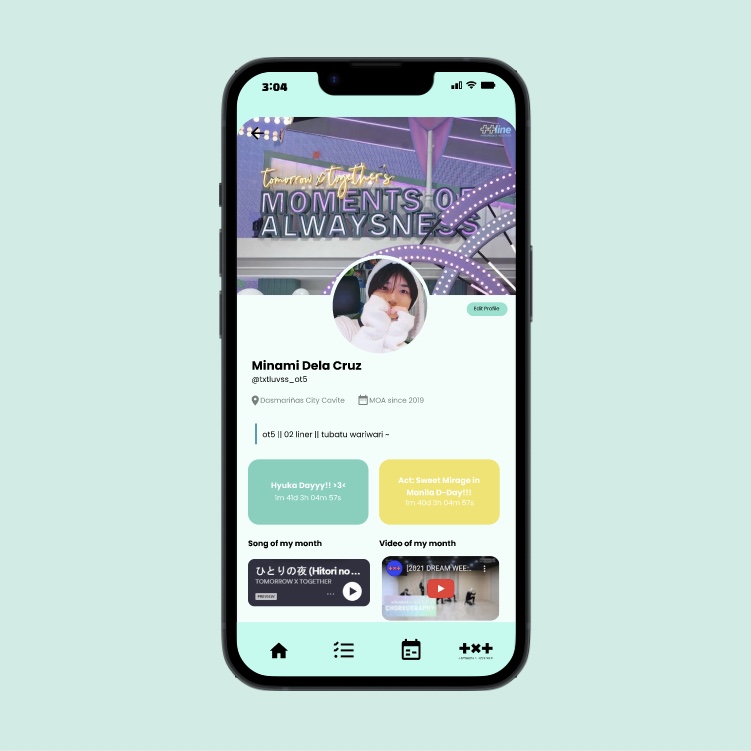 3:04
++line
tomorrow x together's
MOMENTS OF
ALWAYSNESS
Edit Profile
Minami Dela Cruz
@txtluvss_ot5
Dasmariñas City Cavite
MOA since 2019
ot5 || 02 liner || tubatu wariwari ~
Hyuka Dayyy!! >3<
1m 41d 3h 04m 57s
Act: Sweet Mirage in
Manila D-Day!!!
1m 40d 3h 04m 57s
Song of my month
Video of my month
ひとりの夜 (Hitori no ...
TOMORROW X TOGETHER
PREVIEW
[2021 DREAM WEE...
CHOREOGRAPHY
+×+